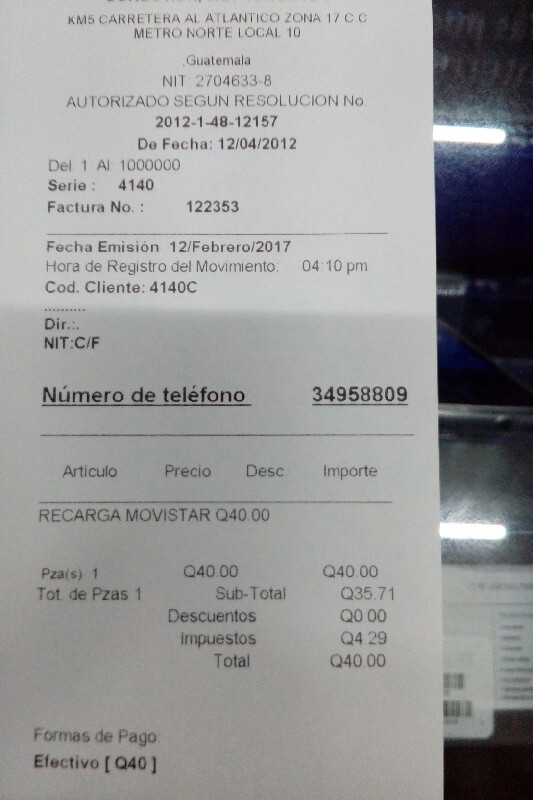 KM5 CARRETERA AL ATLANTICO ZONA 17 C.C
METRO NORTE LOCAL 10
,Guatemala
NIT: 2704633-8
AUTORIZADO SEGUN RESOLUCION No.
2012-1-48-12157
De Fecha: 12/04/2012
Del: 1 Al: 1000000
Serie : 4140
Factura No. : 122353
Fecha Emisión 12/Febrero/2017
Hora de Registro del Movimiento: 04:10 pm
Cod. Cliente: 4140C
..........
Dir.:.
NIT:C/F
Número de teléfono 34958809
Articulo Precio Desc. Importe
RECARGA MOVISTAR Q40.00
Pza(s) 1 Q40.00 Q40.00
Tot. de Pzas 1 Sub-Total Q35.71
Descuentos Q0.00
Impuestos Q4.29
Total Q40.00
Formas de Pago:
Efectivo [ Q40 ]